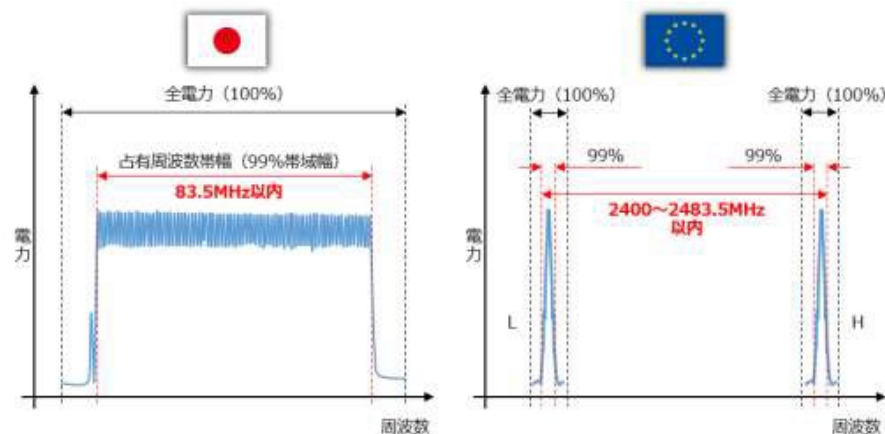 全電力（100%）
占有周波数帯幅（99%帯域幅）
83.5MHz以内
電力
周波数
全電力（100%）
全電力（100%）
99%
99%
2400～2483.5MHz
以内
電力
L
H
周波数